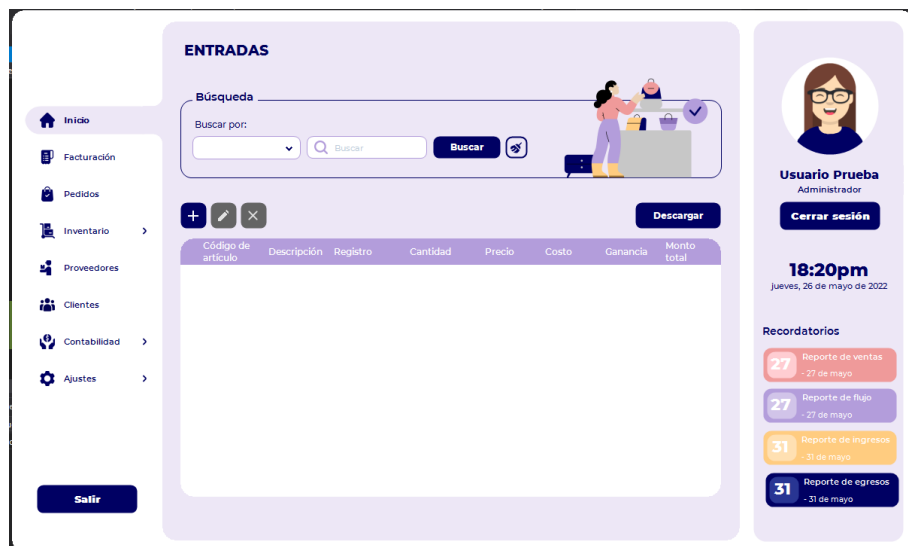 Inicio
Facturación
Pedidos
Inventario
Proveedores
Clientes
Contabilidad
Ajustes
Salir
ENTRADAS
Búsqueda
Buscar por:
Buscar
Buscar
Descargar
Código de
artículo
Descripción
Registro
Cantidad
Precio
Costo
Ganancia
Monto
total
Usuario Prueba
Administrador
Cerrar sesión
18:20pm
jueves, 26 de mayo de 2022
Recordatorios
27
Reporte de ventas
- 27 de mayo
27
Reporte de flujo
- 27 de mayo
31
Reporte de ingresos
- 31 de mayo
31
Reporte de egresos
- 31 de mayo